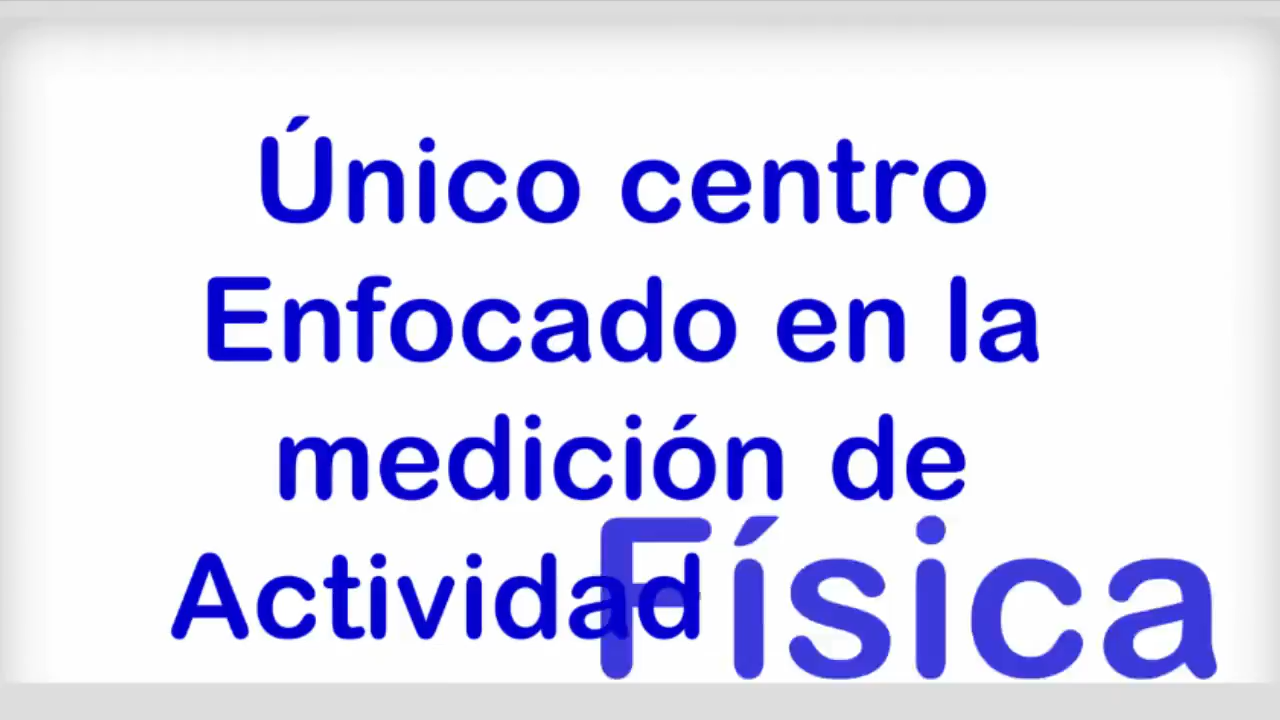 Único centro
Enfocado en la
medición de
Actividad Física